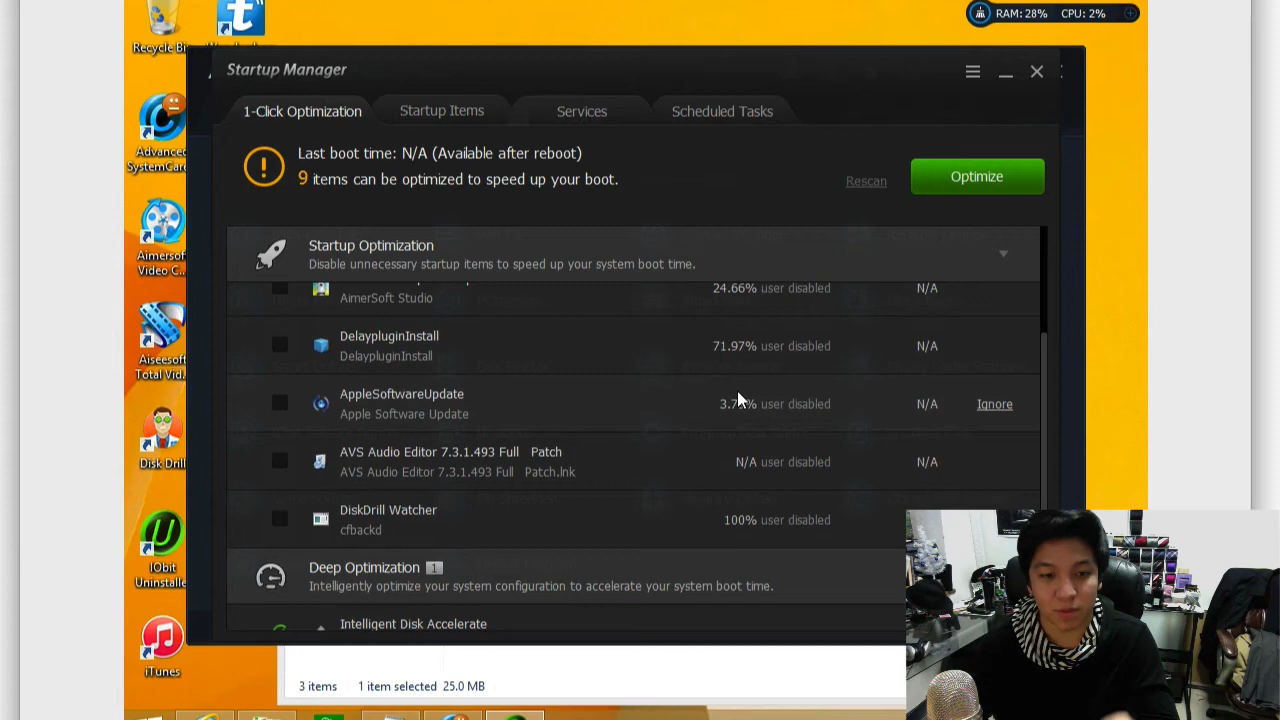 RAM: 28% CPU: 2%
Recycle Bi
Startup Manager
1-Click Optimization
Startup Items
Services
Scheduled Tasks
Last boot time: N/A (Available after reboot)
9 items can be optimized to speed up your boot.
Rescan
Optimize
Startup Optimization
Disable unnecessary startup items to speed up your system boot time.
AimerSoft Studio
24.66% user disabled
N/A
DelaypluginInstall
DelaypluginInstall
71.97% user disabled
N/A
AppleSoftwareUpdate
Apple Software Update
user disabled
N/A
Ignore
AVS Audio Editor 7.3.1.493 Full Patch
AVS Audio Editor 7.3.1.493 Full Patch.lnk
N/A user disabled
N/A
DiskDrill Watcher
cfbackd
100% user disabled
Deep Optimization 1
Intelligently optimize your system configuration to accelerate your system boot time.
Intelligent Disk Accelerate
Advanced
SystemCare
Aimersoft
Video C...
Aiseesoft
Total Vid..
Disk Drill
IObit
Uninstalle
iTunes
3 items 1 item selected 25.0 MB